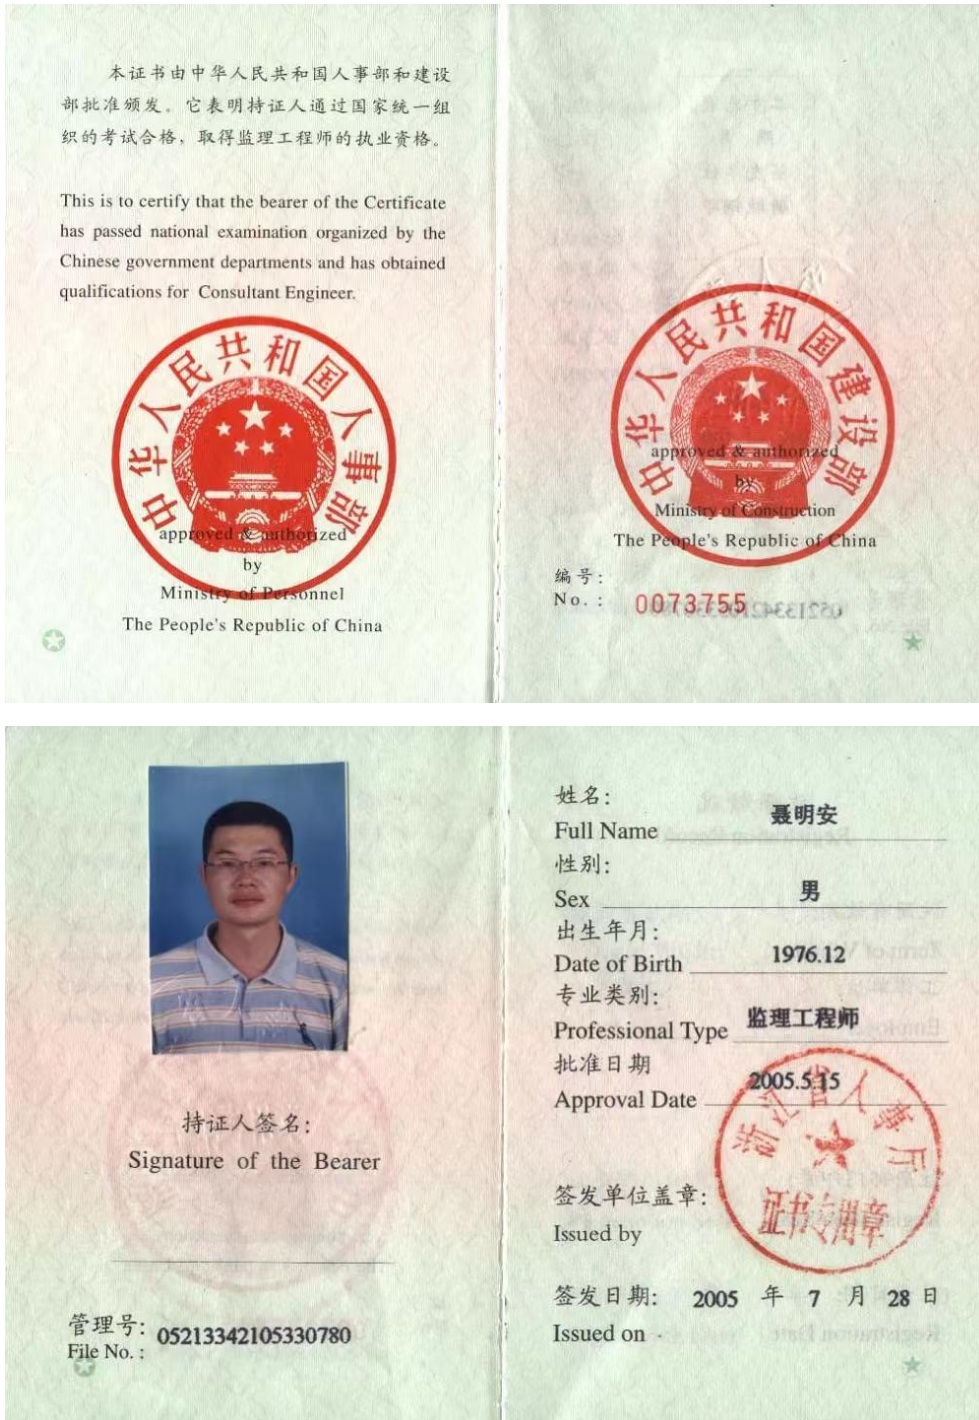 本证书由中华人民共和国人事部和建设
部批准颁发。它表明持证人通过国家统一组
织的考试合格，取得监理工程师的执业资格。
This is to certify that the bearer of the Certificate
has passed national examination organized by the
Chinese government departments and has obtained
qualifications for Consultant Engineer.
中华人民共和国人事部
approved & authorized
by
Ministry of Personnel
The People's Republic of China
中华人民共和国建设部
approved & authorized
by
Ministry of Construction
The People's Republic of China
编号：
No.: 0073755
持证人签名：
Signature of the Bearer
管理号：
File No.: 05213342105330780
姓名：
Full Name 聂明安
性别：
Sex 男
出生年月：
Date of Birth 1976.12
专业类别：
Professional Type 监理工程师
批准日期
Approval Date 2005.5.15
浙江省人事厅
证书专用章
签发单位盖章：
Issued by
签发日期： 2005 年 7 月 28 日
Issued on